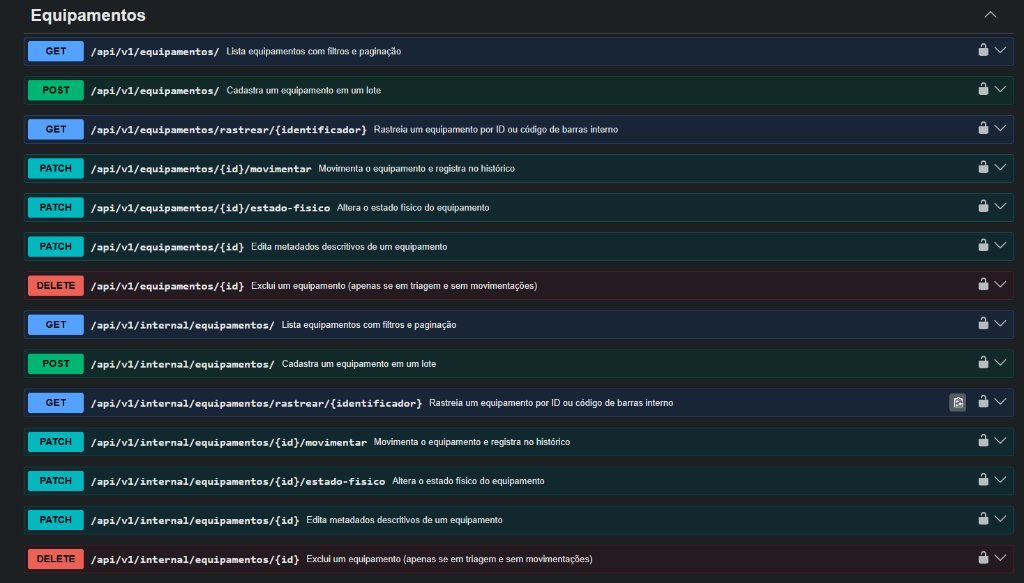 Equipamentos
GET /api/v1/equipamentos/ Lista equipamentos com filtros e paginação
POST /api/v1/equipamentos/ Cadastra um equipamento em um lote
GET /api/v1/equipamentos/rastrear/{identificador} Rastreia um equipamento por ID ou código de barras interno
PATCH /api/v1/equipamentos/{id}/movimentar Movimenta o equipamento e registra no histórico
PATCH /api/v1/equipamentos/{id}/estado-fisico Altera o estado físico do equipamento
PATCH /api/v1/equipamentos/{id} Edita metadados descritivos de um equipamento
DELETE /api/v1/equipamentos/{id} Exclui um equipamento (apenas se em triagem e sem movimentações)
GET /api/v1/internal/equipamentos/ Lista equipamentos com filtros e paginação
POST /api/v1/internal/equipamentos/ Cadastra um equipamento em um lote
GET /api/v1/internal/equipamentos/rastrear/{identificador} Rastreia um equipamento por ID ou código de barras interno
PATCH /api/v1/internal/equipamentos/{id}/movimentar Movimenta o equipamento e registra no histórico
PATCH /api/v1/internal/equipamentos/{id}/estado-fisico Altera o estado físico do equipamento
PATCH /api/v1/internal/equipamentos/{id} Edita metadados descritivos de um equipamento
DELETE /api/v1/internal/equipamentos/{id} Exclui um equipamento (apenas se em triagem e sem movimentações)